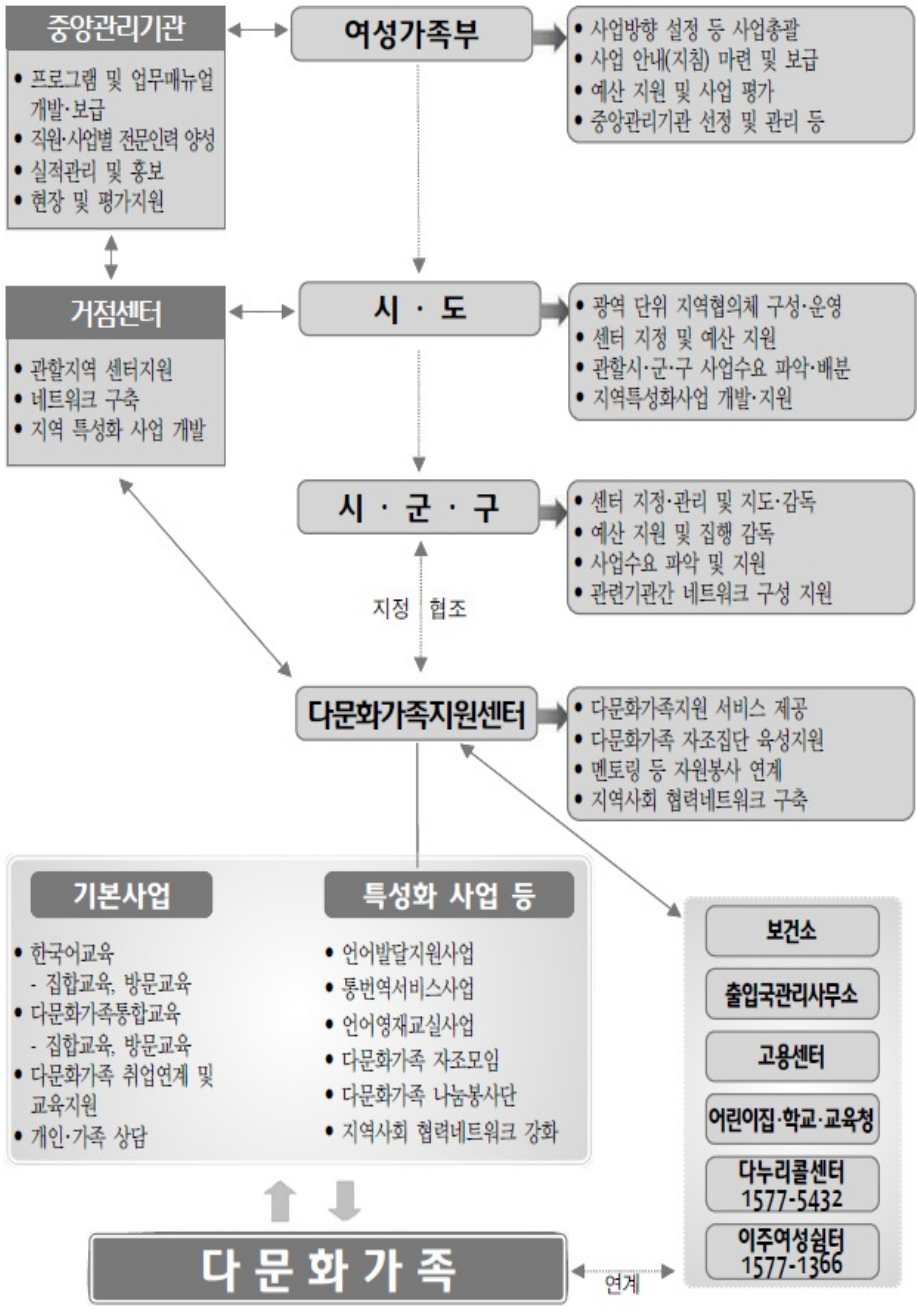 중앙관리기관
• 프로그램 및 업무매뉴얼
개발·보급
• 직원·사업별 전문인력 양성
• 실적관리 및 홍보
• 현장 및 평가지원
여성가족부
• 사업방향 설정 등 사업총괄
• 사업 안내(지침) 마련 및 보급
• 예산 지원 및 사업 평가
• 중앙관리기관 선정 및 관리 등
거점센터
• 관할지역 센터지원
• 네트워크 구축
• 지역 특성화 사업 개발
시 · 도
• 광역 단위 지역협의체 구성·운영
• 센터 지정 및 예산 지원
• 관할시·군·구 사업수요 파악·배분
• 지역특성화사업 개발·지원
시 · 군 · 구
• 센터 지정·관리 및 지도·감독
• 예산 지원 및 집행 감독
• 사업수요 파악 및 지원
• 관련기관간 네트워크 구성 지원
지정 협조
다문화가족지원센터
• 다문화가족지원 서비스 제공
• 다문화가족 자조집단 육성지원
• 멘토링 등 자원봉사 연계
• 지역사회 협력네트워크 구축
기본사업
• 한국어교육
- 집합교육, 방문교육
• 다문화가족통합교육
- 집합교육, 방문교육
• 다문화가족 취업연계 및
교육지원
• 개인·가족 상담
특성화 사업 등
• 언어발달지원사업
• 통번역서비스사업
• 언어영재교실사업
• 다문화가족 자조모임
• 다문화가족 나눔봉사단
• 지역사회 협력네트워크 강화
보건소
출입국관리사무소
고용센터
어린이집·학교·교육청
다누리콜센터
1577-5432
이주여성쉼터
1577-1366
다문화가족
연계